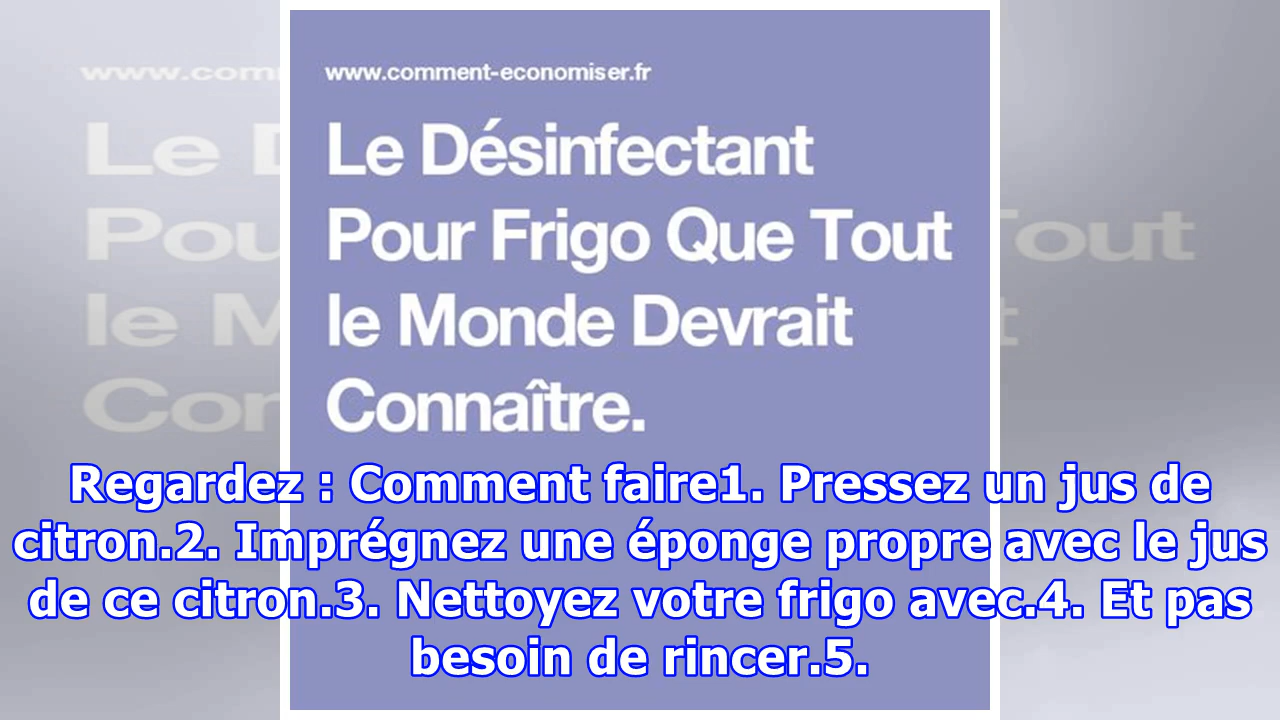 www.comment-economiser.fr
Le Désinfectant
Pour Frigo Que Tout
le Monde Devrait
Connaître.
Regardez : Comment faire1. Pressez un jus de
citron.2. Imprégnez une éponge propre avec le jus
de ce citron.3. Nettoyez votre frigo avec.4. Et pas
besoin de rincer.5.